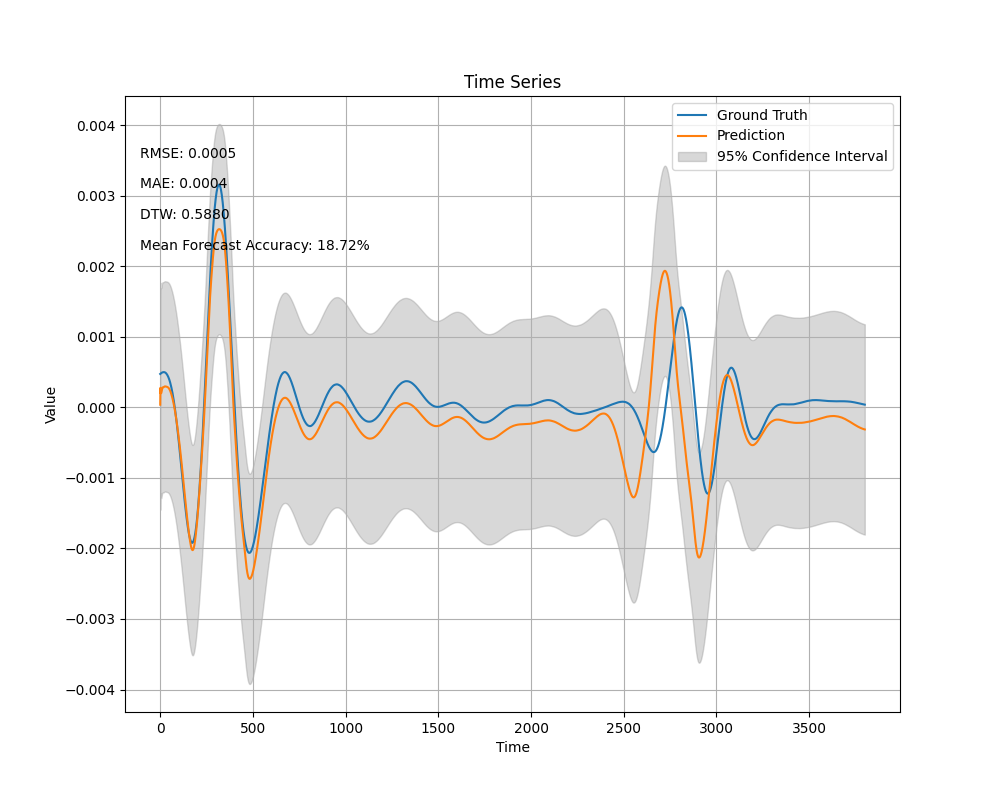 Time Series
Ground Truth
Prediction
95% Confidence Interval
RMSE: 0.0005
MAE: 0.0004
DTW: 0.5880
Mean Forecast Accuracy: 18.72%
Value
0.004
0.003
0.002
0.001
0.000
−0.001
−0.002
−0.003
−0.004
0 500 1000 1500 2000 2500 3000 3500
Time